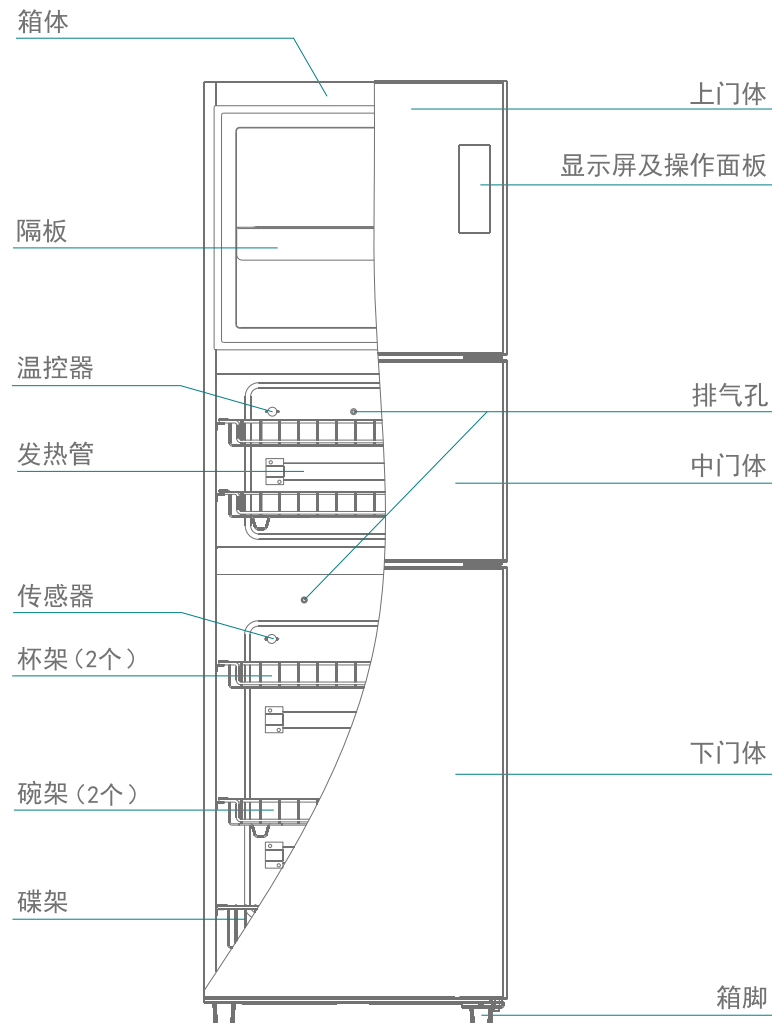 箱体
上门体
显示屏及操作面板
隔板
温控器
排气孔
发热管
中门体
传感器
杯架(2个)
下门体
碗架(2个)
碟架
箱脚